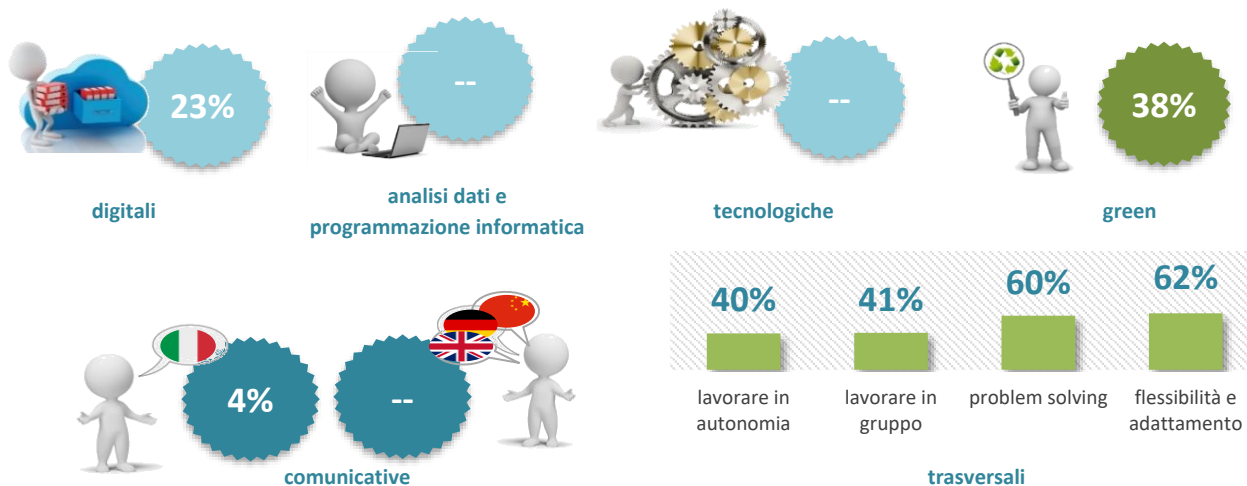 23%
--
--
38%
digitali
analisi dati e
programmazione informatica
tecnologiche
green
4%
--
comunicative
40%
41%
60%
62%
lavorare in
autonomia
lavorare in
gruppo
problem solving
flessibilità e
adattamento
trasversali